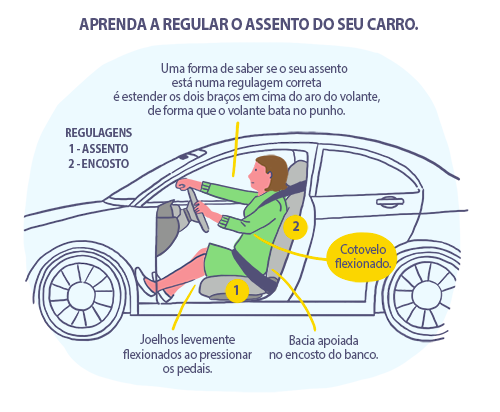 APRENDA A REGULAR O ASSENTO DO SEU CARRO.
Uma forma de saber se o seu assento
está numa regulagem correta
é estender os dois braços em cima do aro do volante,
de forma que o volante bata no punho.
REGULAGENS
1 - ASSENTO
2 - ENCOSTO
2
Cotovelo
flexionado.
1
Joelhos levemente
flexionados ao pressionar
os pedais.
Bacia apoiada
no encosto do banco.